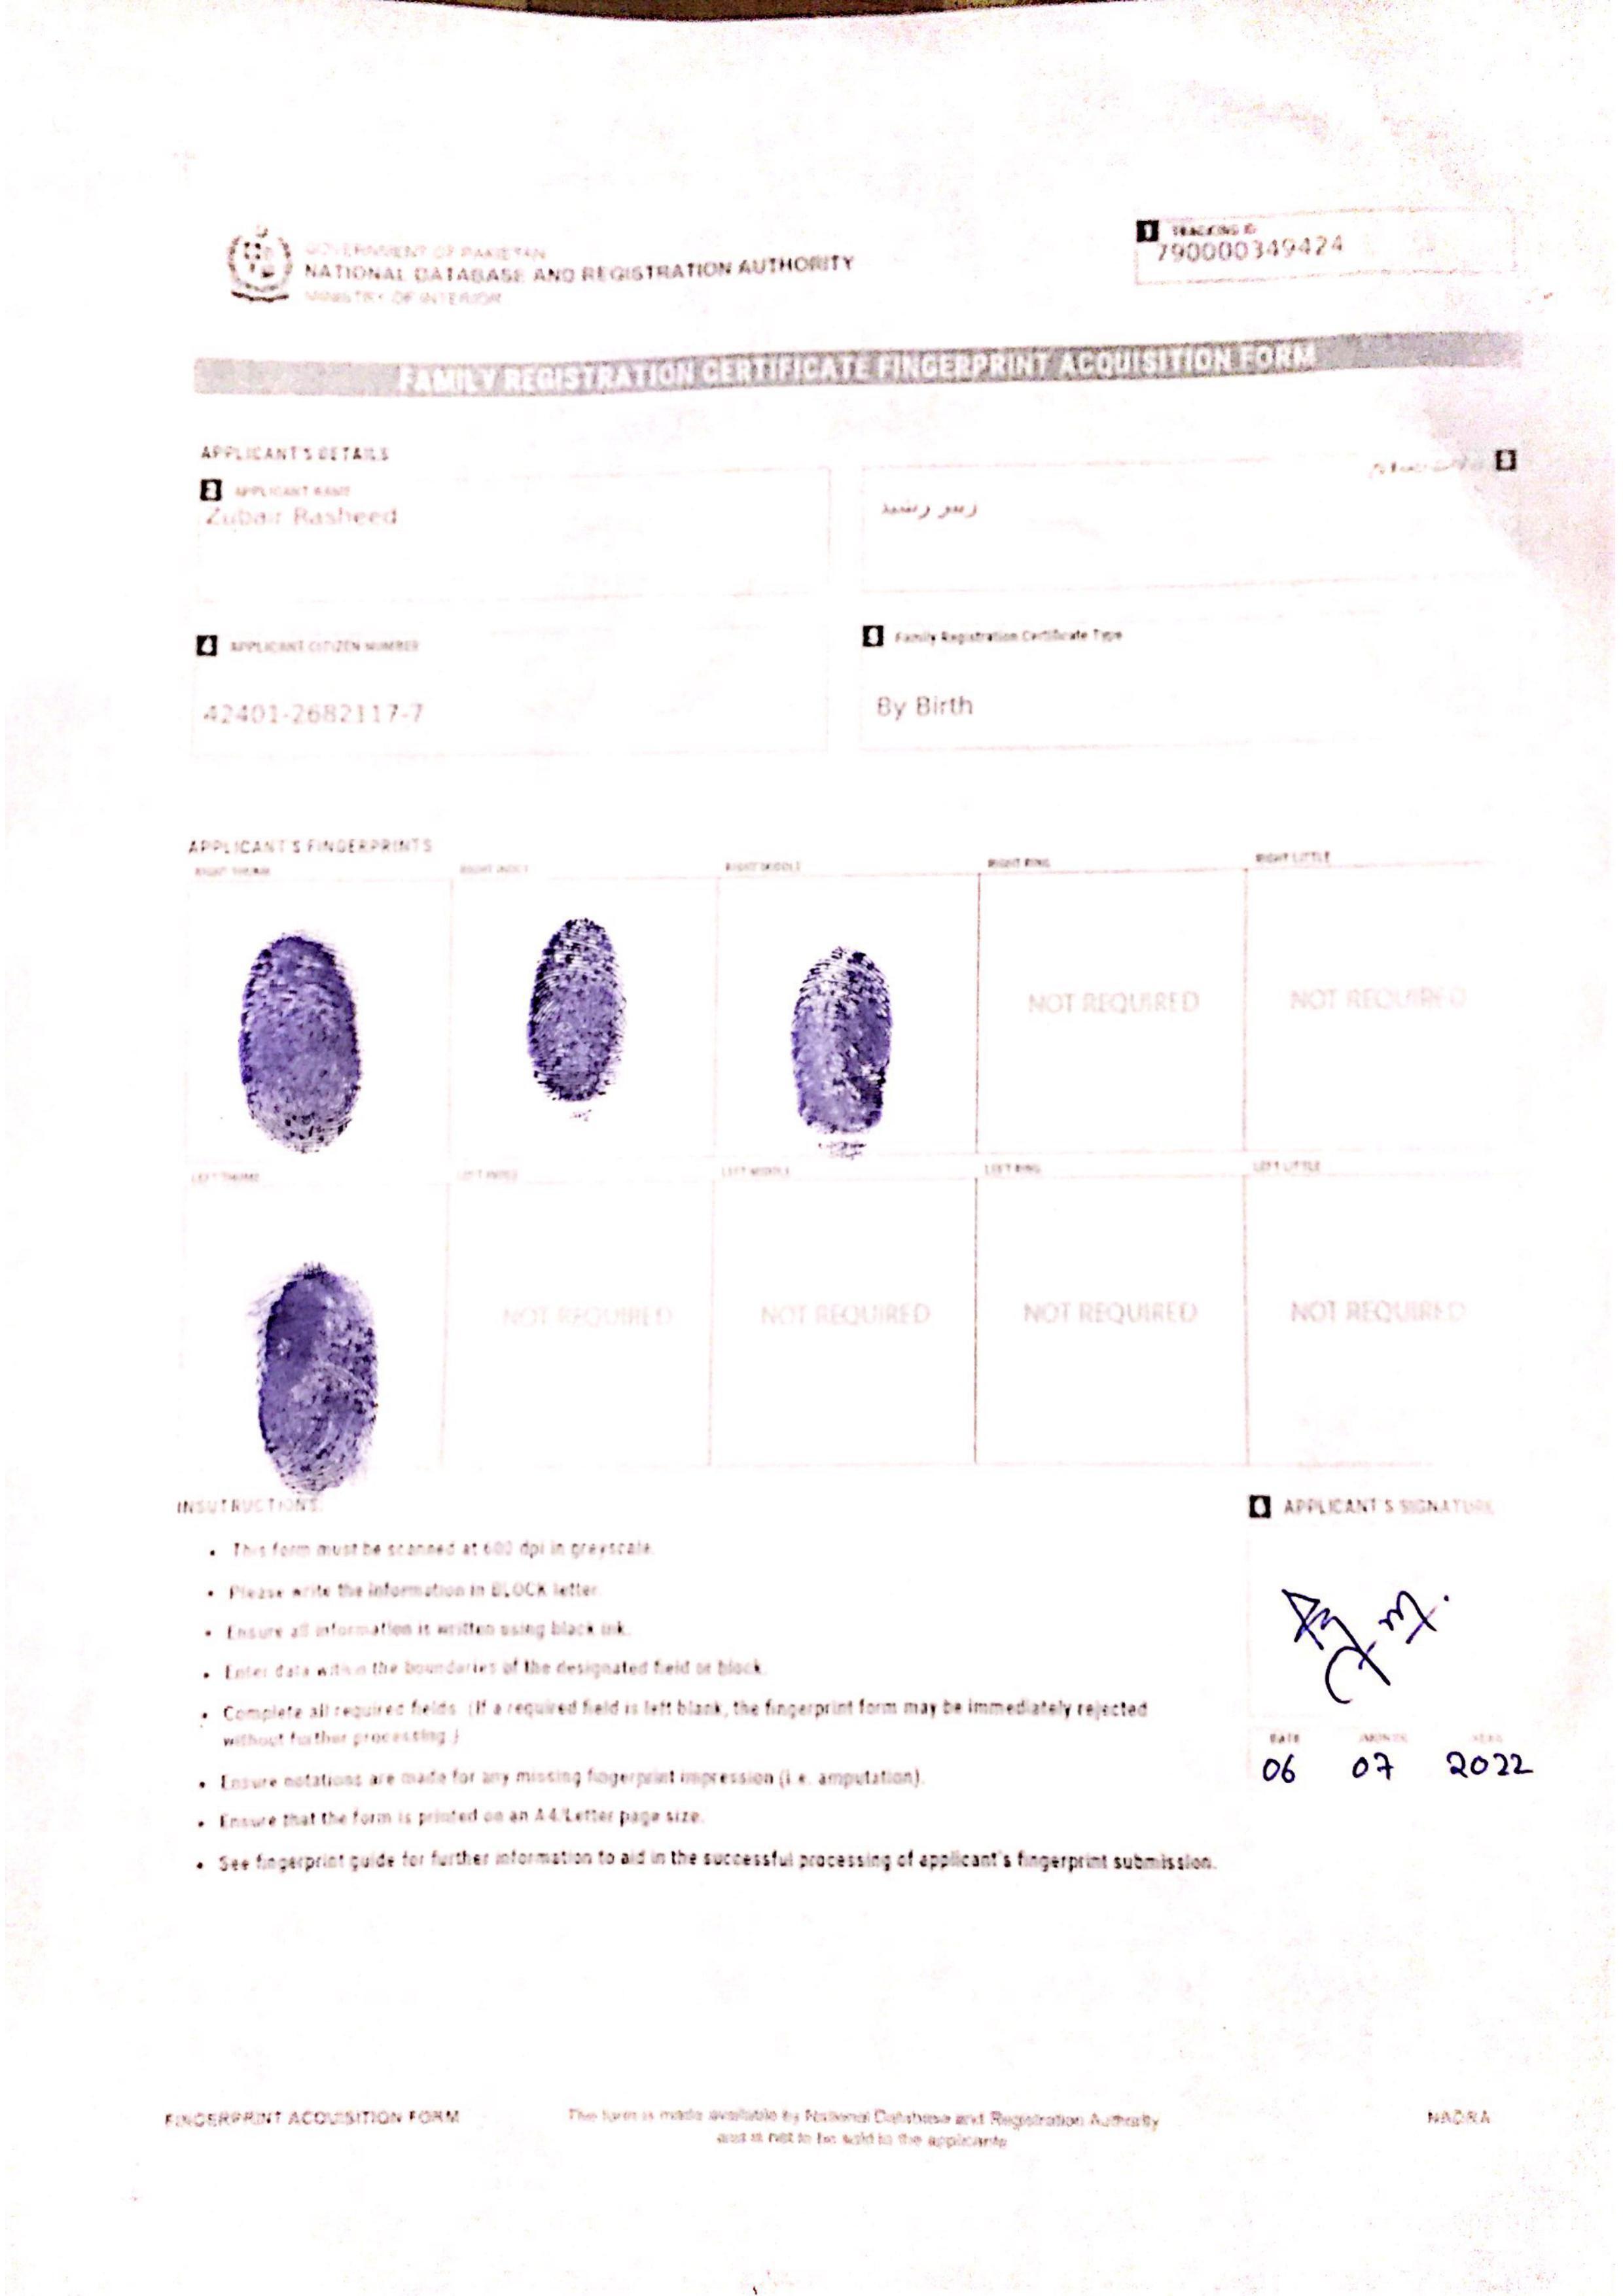 GOVERNMENT OF PAKISTAN
NATIONAL DATABASE AND REGISTRATION AUTHORITY
MINISTRY OF INTERIOR
1 TRACKING ID
790000349424
FAMILY REGISTRATION CERTIFICATE FINGERPRINT ACQUISITION FORM
APPLICANT'S DETAILS
2 APPLICANT NAME
Zubair Rasheed
3
زبیر رشید
4 APPLICANT CITIZEN NUMBER
42401-2682117-7
5 Family Registration Certificate Type
By Birth
APPLICANT'S FINGERPRINTS
RIGHT THUMB RIGHT INDEX RIGHT MIDDLE RIGHT RING RIGHT LITTLE
NOT REQUIRED NOT REQUIRED
LEFT THUMB LEFT INDEX LEFT MIDDLE LEFT RING LEFT LITTLE
NOT REQUIRED NOT REQUIRED NOT REQUIRED NOT REQUIRED
INSUTRUCTIONS:
• This form must be scanned at 600 dpi in greyscale.
• Please write the information in BLOCK letter
• Ensure all information is written using black ink.
• Enter data within the boundaries of the designated field or block.
• Complete all required fields. (If a required field is left blank, the fingerprint form may be immediately rejected
without further processing.)
• Ensure notations are made for any missing fingerprint impression (i.e. amputation).
• Ensure that the form is printed on an A4/Letter page size.
• See fingerprint guide for further information to aid in the successful processing of applicant's fingerprint submission.
6 APPLICANT'S SIGNATURE
DATE MONTH YEAR
06 07 2022
FINGERPRINT ACQUISITION FORM
The form is made available by National Database and Registration Authority
and is not to be sold to the applicants
NADRA